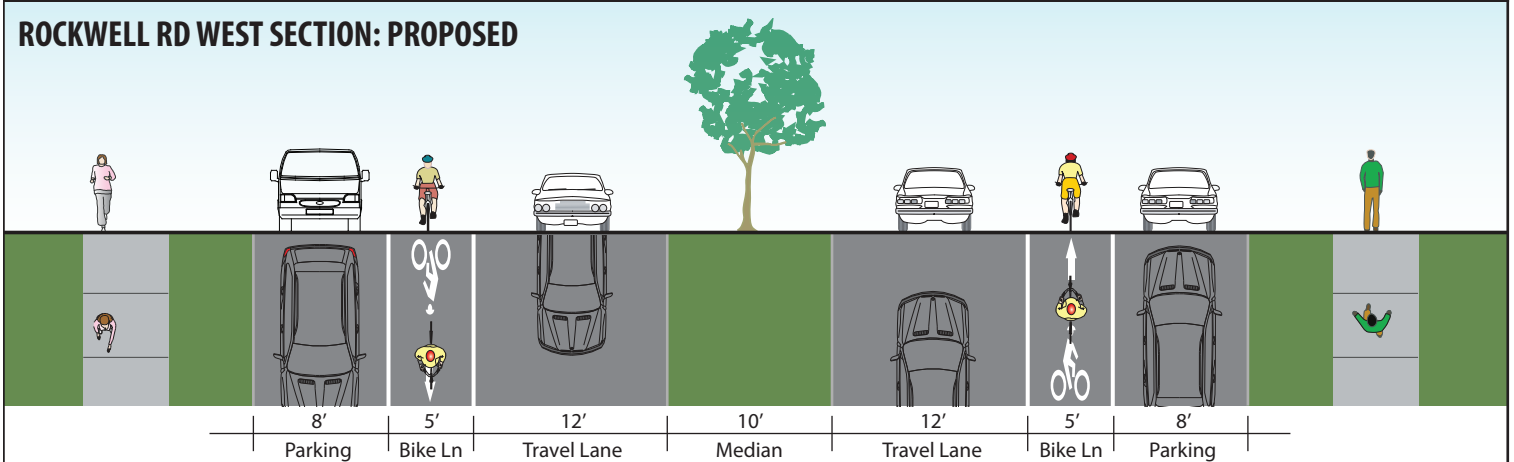 ROCKWELL RD WEST SECTION: PROPOSED
8’ 5’ 12’ 10’ 12’ 5’ 8’
Parking Bike Ln Travel Lane Median Travel Lane Bike Ln Parking